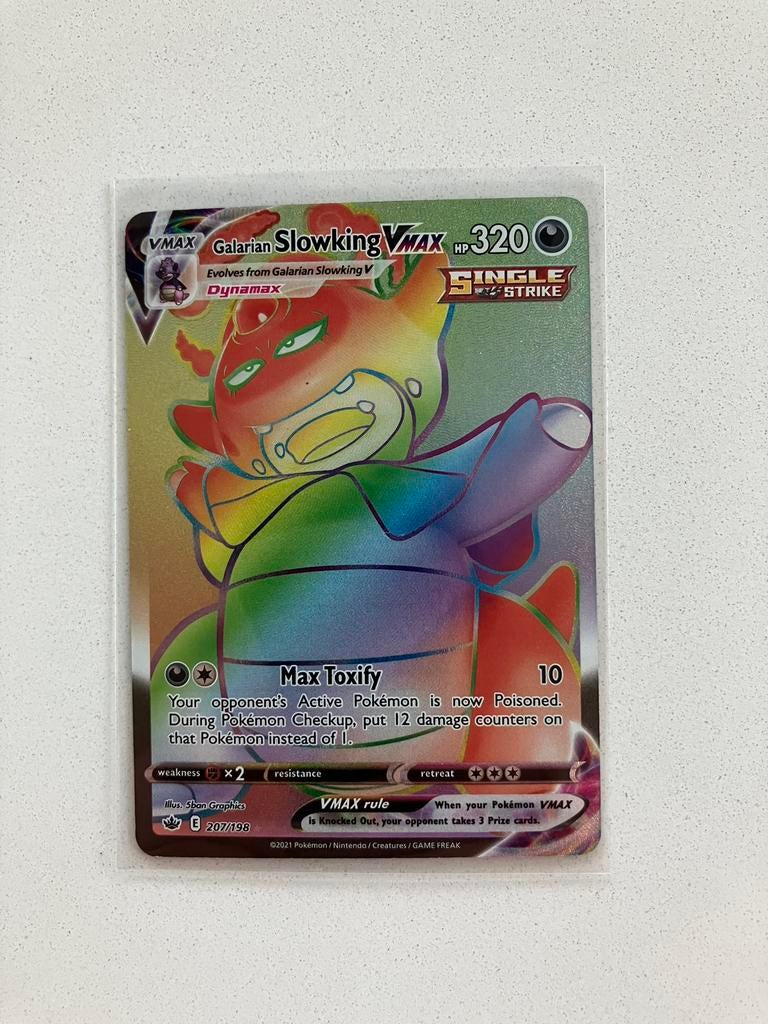 VMAX
Galarian Slowking VMAX HP 320
Evolves from Galarian Slowking V
Dynamax
SINGLE
STRIKE
Max Toxify 10
Your opponent's Active Pokémon is now Poisoned.
During Pokémon Checkup, put 12 damage counters on
that Pokémon instead of 1.
weakness ×2 resistance retreat
Illus. 5ban Graphics
VMAX rule When your Pokémon VMAX
is Knocked Out, your opponent takes 3 Prize cards.
E 207/198
©2021 Pokémon / Nintendo / Creatures / GAME FREAK